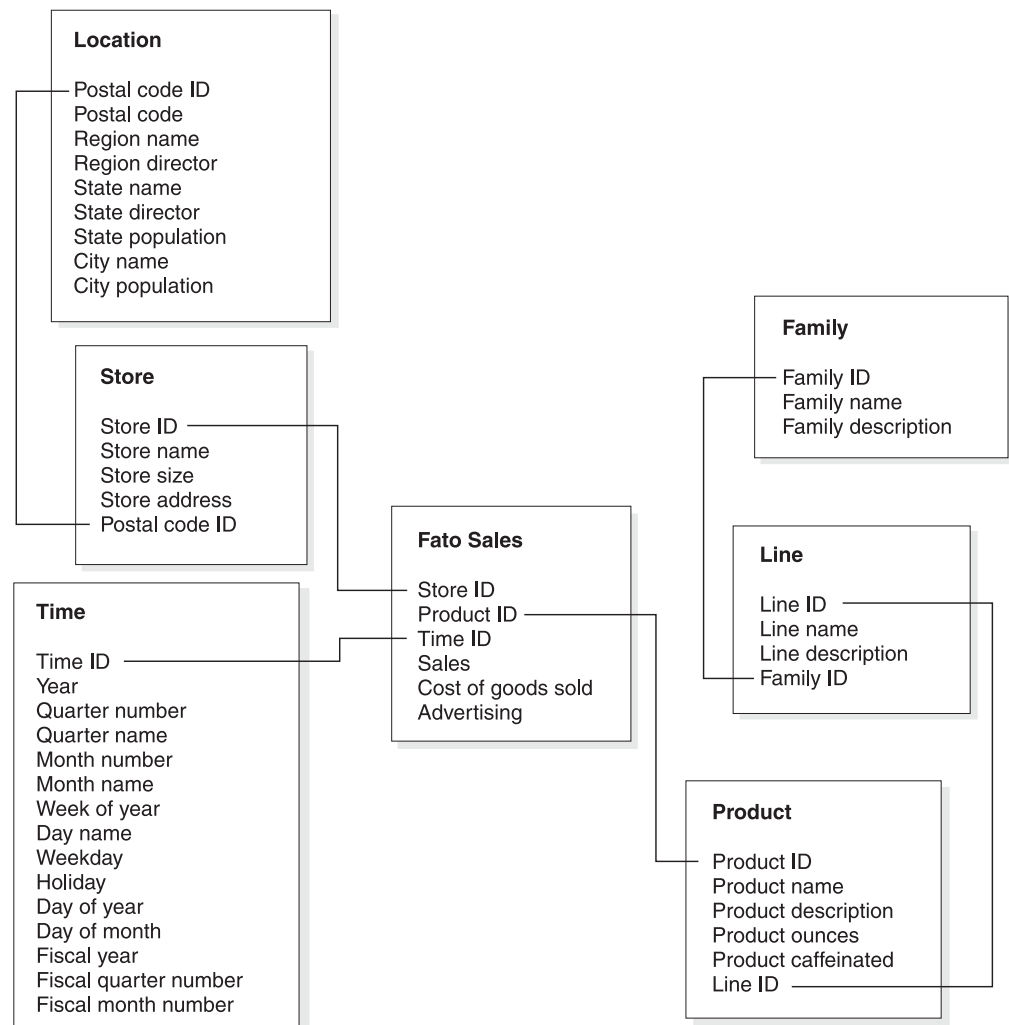 Location
Postal code ID
Postal code
Region name
Region director
State name
State director
State population
City name
City population
Store
Store ID
Store name
Store size
Store address
Postal code ID
Time
Time ID
Year
Quarter number
Quarter name
Month number
Month name
Week of year
Day name
Weekday
Holiday
Day of year
Day of month
Fiscal year
Fiscal quarter number
Fiscal month number
Fato Sales
Store ID
Product ID
Time ID
Sales
Cost of goods sold
Advertising
Family
Family ID
Family name
Family description
Line
Line ID
Line name
Line description
Family ID
Product
Product ID
Product name
Product description
Product ounces
Product caffeinated
Line ID